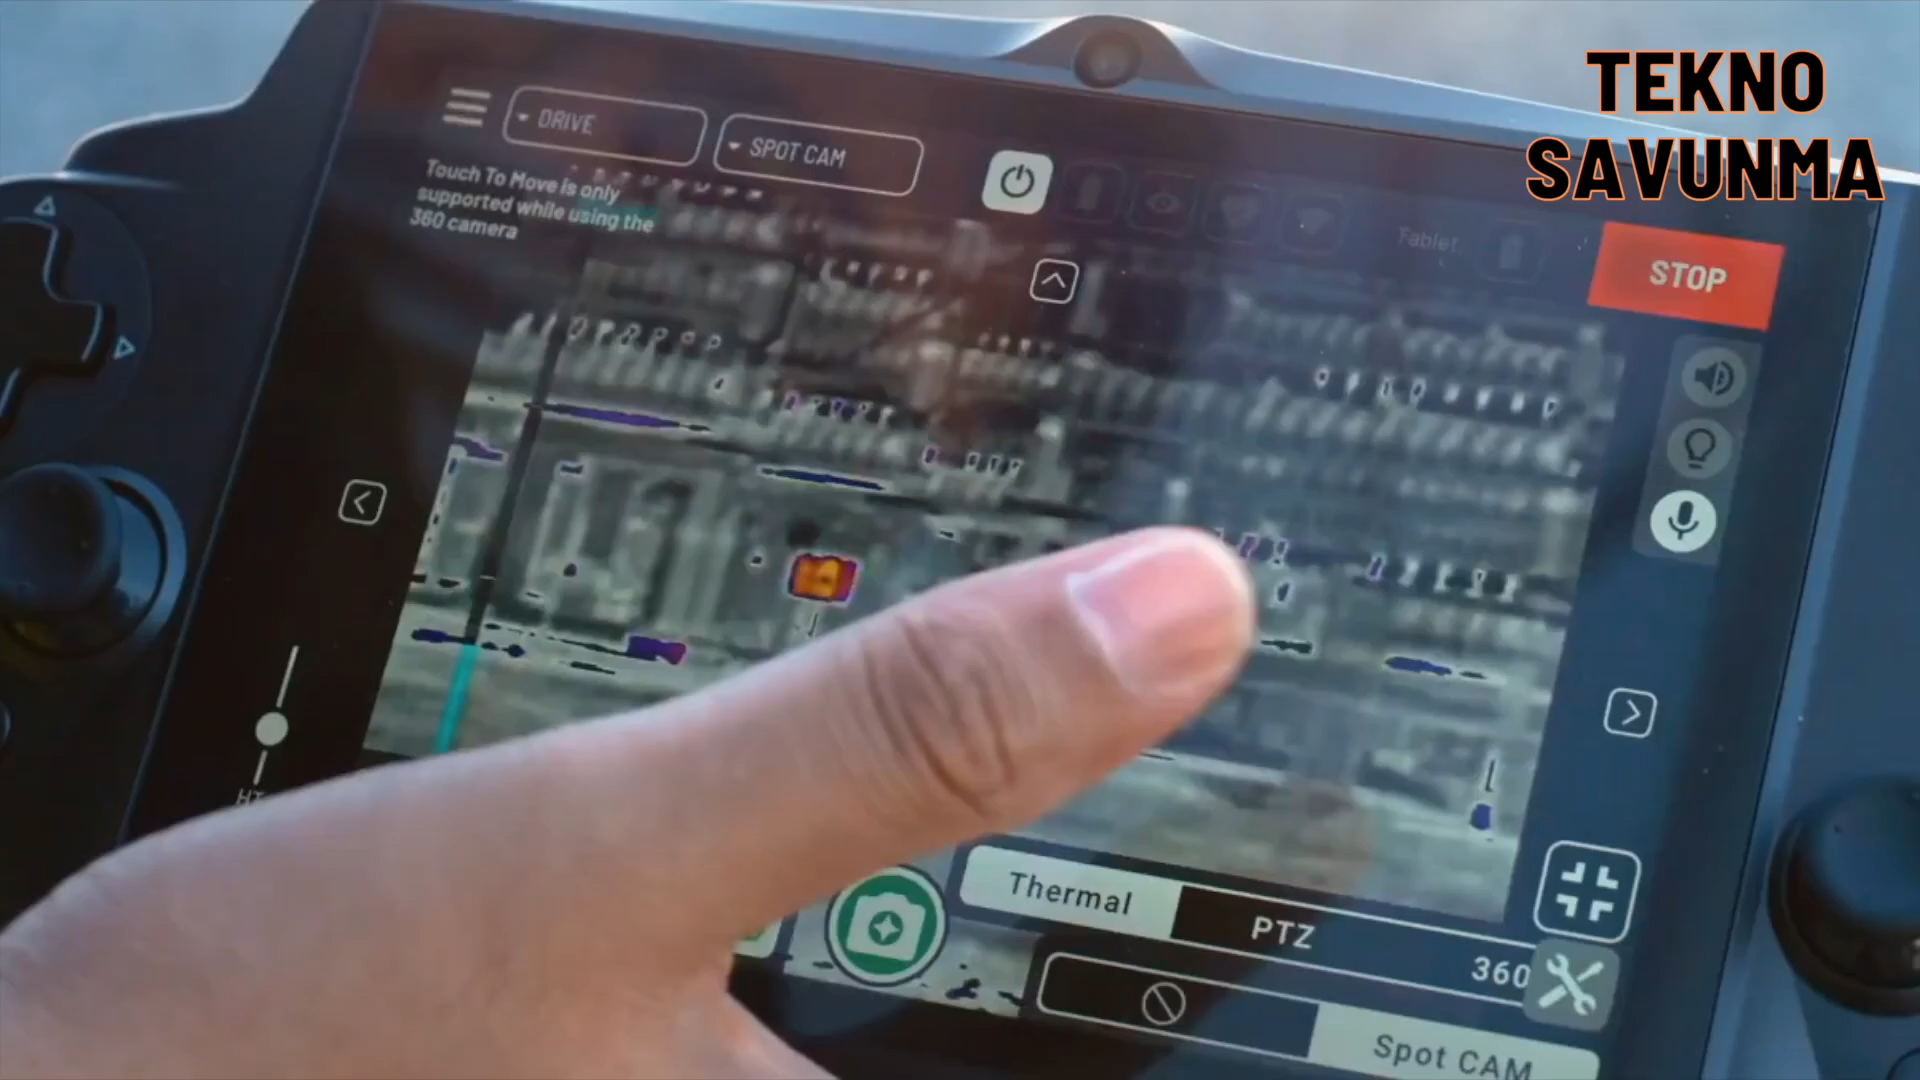 TEKNO
SAVUNMA
DRIVE
SPOT CAM
Touch To Move is only
supported while using the
360 camera
Tablet
STOP
Thermal
PTZ
360
Spot CAM